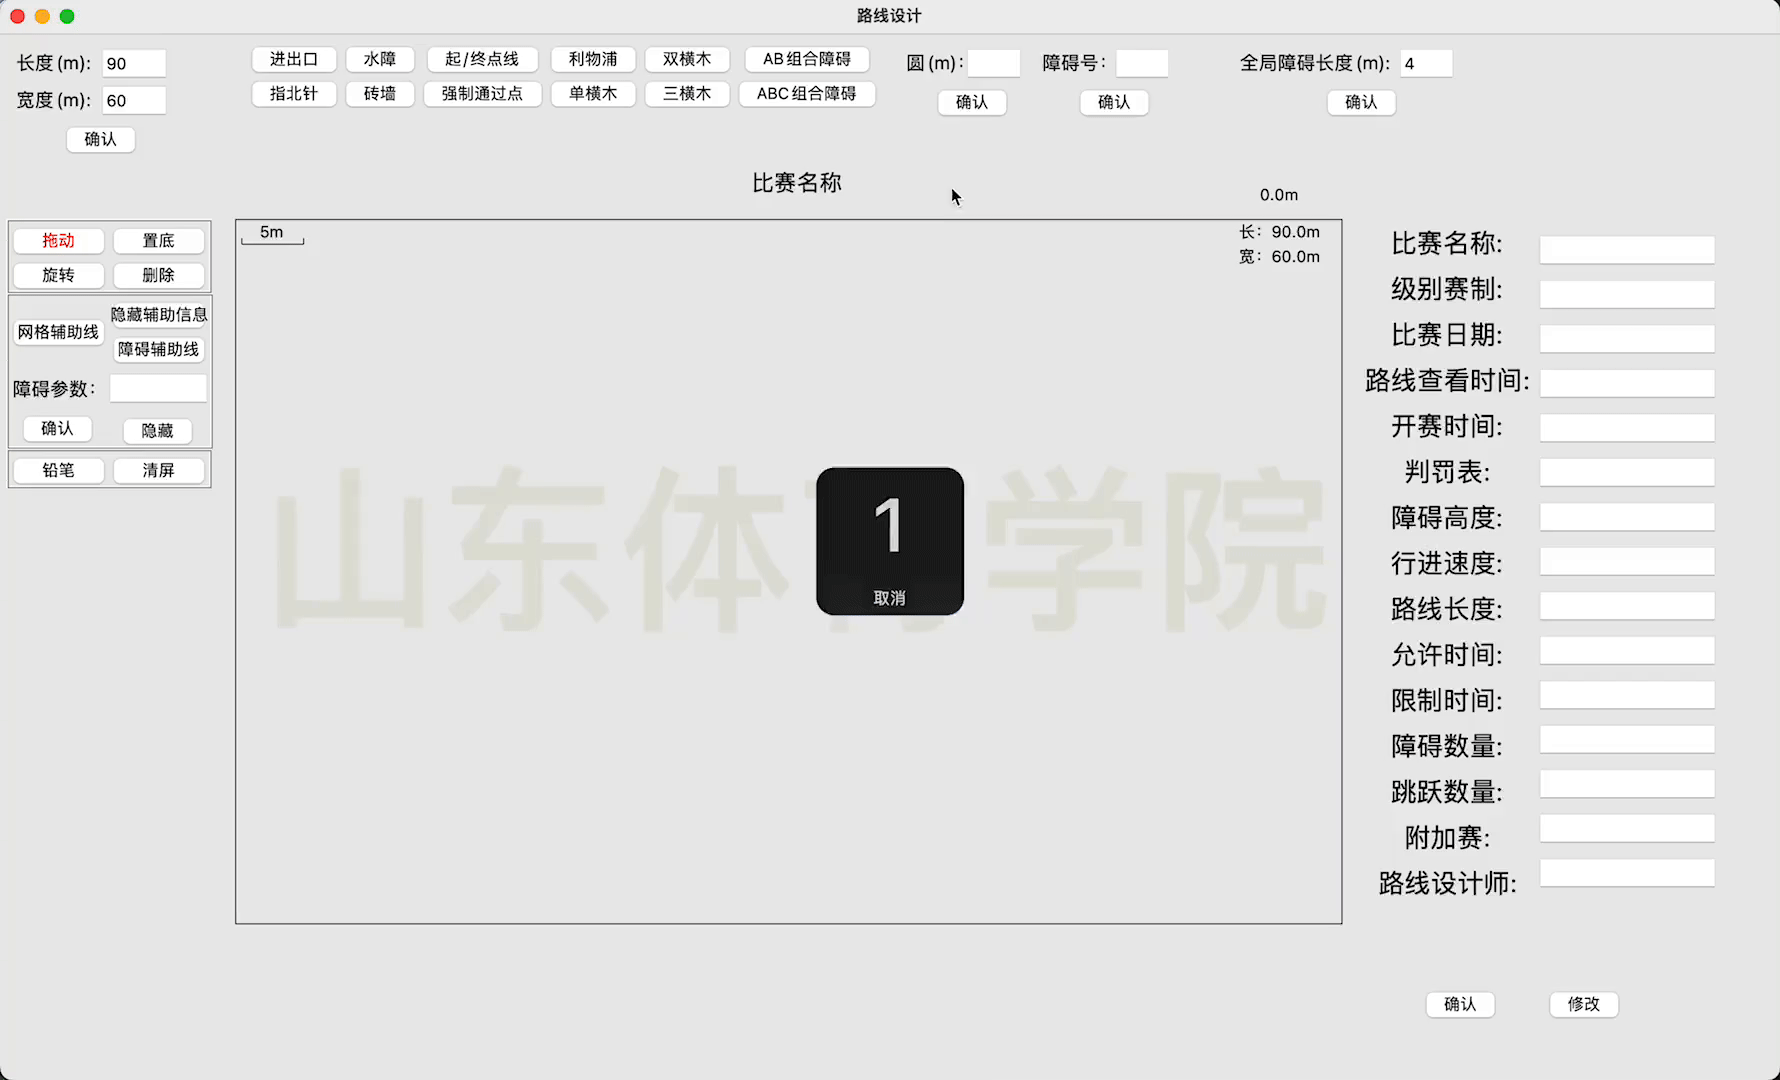 路线设计
长度(m): 90
宽度(m): 60
确认
进出口 水障 起/终点线 利物浦 双横木 AB组合障碍
指北针 砖墙 强制通过点 单横木 三横木 ABC组合障碍
圆(m): 障碍号: 全局障碍长度(m): 4
确认 确认 确认
比赛名称
0.0m
5m
长: 90.0m
宽: 60.0m
拖动 置底
旋转 删除
网格辅助线 隐藏辅助信息
障碍辅助线
障碍参数:
确认 隐藏
铅笔 清屏
山东体育学院
1
取消
比赛名称:
级别赛制:
比赛日期:
路线查看时间:
开赛时间:
判罚表:
障碍高度:
行进速度:
路线长度:
允许时间:
限制时间:
障碍数量:
跳跃数量:
附加赛:
路线设计师:
确认 修改